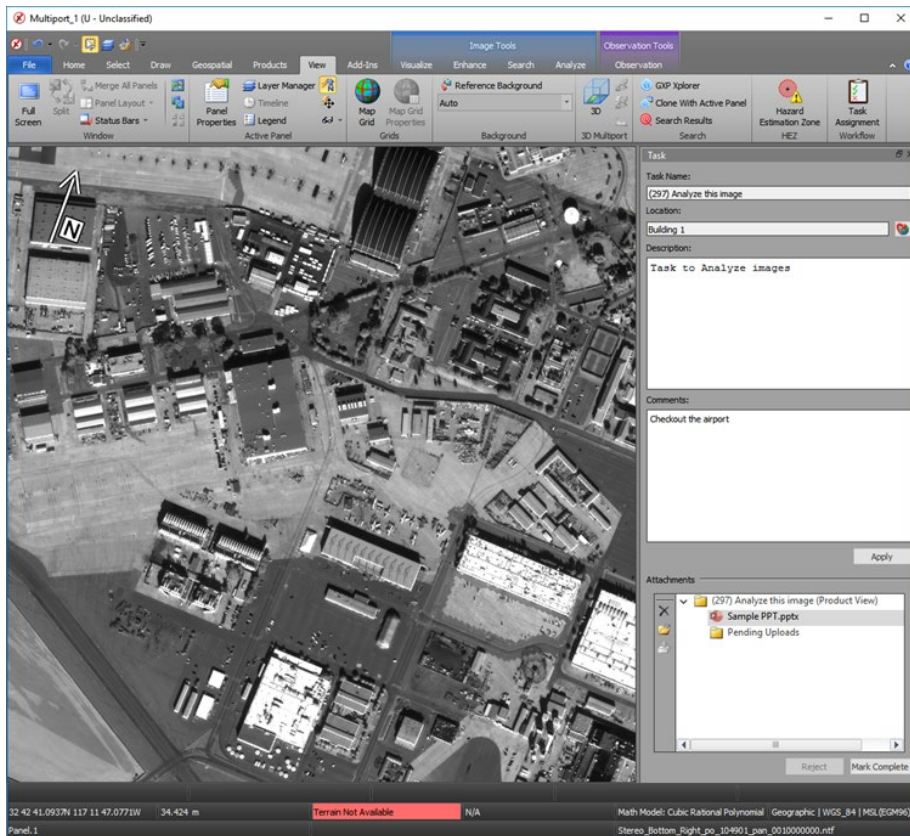 Multiport_1 (U - Unclassified)
Image Tools
Observation Tools
File Home Select Draw Geospatial Products View Add-Ins Visualize Enhance Search Analyze Observation
Full Screen
Split
Merge All Panels
Panel Layout
Status Bars
Window
Panel Properties
Layer Manager
Timeline
Legend
Active Panel
Map Grid
Map Grid Properties
Grids
Reference Background
Auto
Background
3D
3D Multiport
GXP Xplorer
Clone With Active Panel
Search Results
Search
Hazard Estimation Zone
HEZ
Task Assignment
Workflow
N
Task
Task Name:
(297) Analyze this image
Location:
Building 1
Description:
Task to Analyze images
Comments:
Checkout the airport
Apply
Attachments
(297) Analyze this image (Product View)
Sample PPT.pptx
Pending Uploads
Reject Mark Complete
32 42 41.0937N 117 11 47.0771W 34.424 m Terrain Not Available N/A Math Model: Cubic Rational Polynomial Geographic WGS_84 MSL(EGM96)
Panel.1 Stereo_Bottom_Right_po_104901_pan_0010000000.ntf